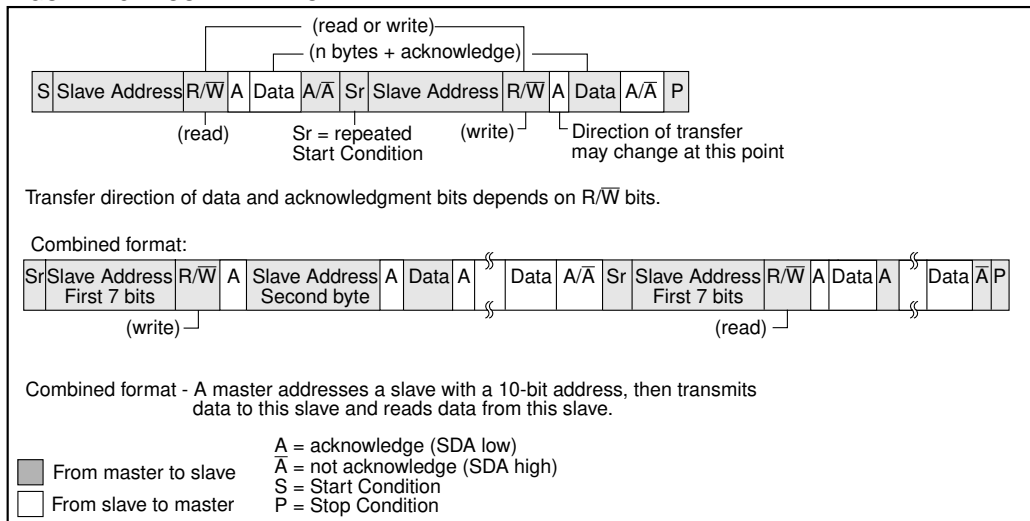 (read or write)
(n bytes + acknowledge)
S Slave Address R/W̅ A Data A/A̅ Sr Slave Address R/W̅ A Data A/A̅ P
(read) Sr = repeated (write) Direction of transfer
Start Condition may change at this point
Transfer direction of data and acknowledgment bits depends on R/W̅ bits.
Combined format:
Sr Slave Address R/W̅ A Slave Address A Data A Data A/A̅ Sr Slave Address R/W̅ A Data A Data A̅ P
First 7 bits Second byte First 7 bits
(write) (read)
Combined format - A master addresses a slave with a 10-bit address, then transmits
data to this slave and reads data from this slave.
A = acknowledge (SDA low)
A̅ = not acknowledge (SDA high)
S = Start Condition
P = Stop Condition
From master to slave
From slave to master